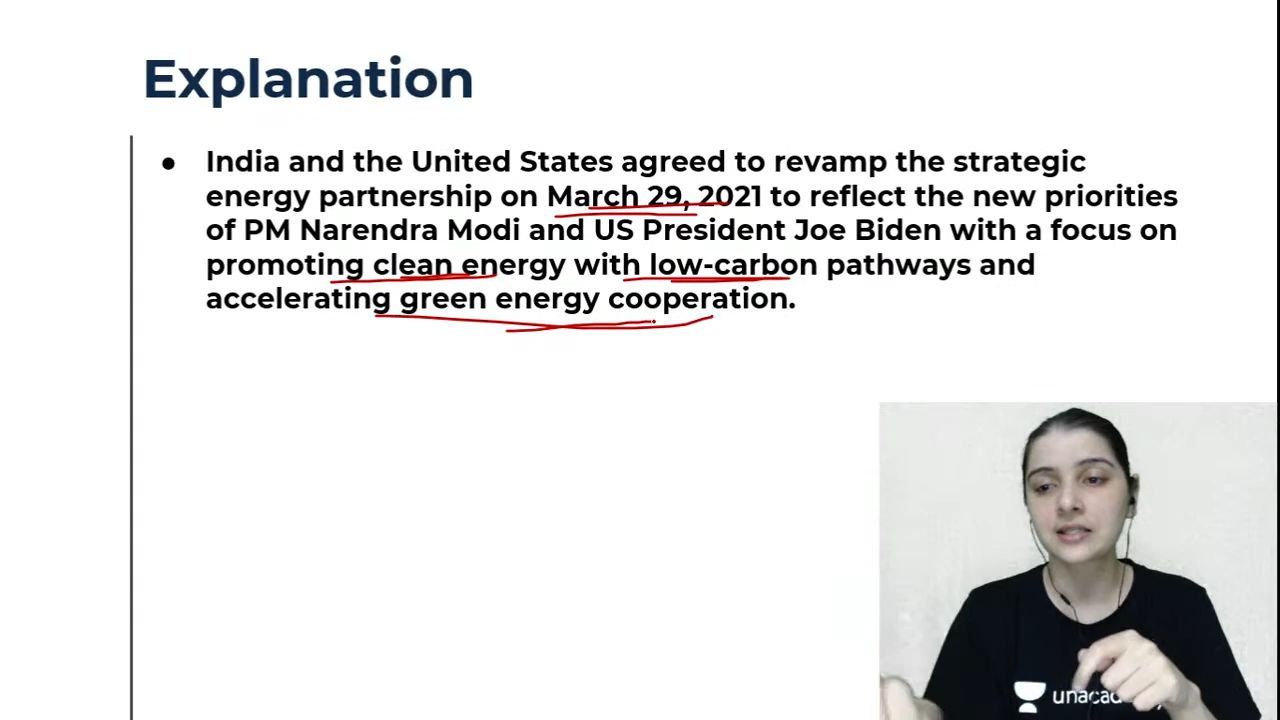 Explanation
● India and the United States agreed to revamp the strategic
energy partnership on March 29, 2021 to reflect the new priorities
of PM Narendra Modi and US President Joe Biden with a focus on
promoting clean energy with low-carbon pathways and
accelerating green energy cooperation.